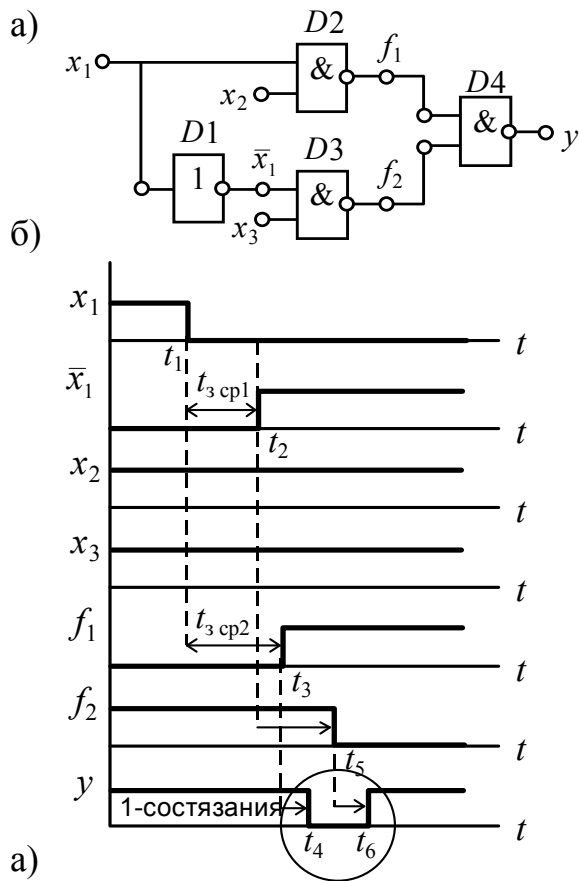 а)
D2
f₁
x₁
&
D4
x₂
&
y
D1
x̅₁
D3
1
&
f₂
x₃
б)
x₁
t₁
t
x̅₁
tз ср1
t₂
t
x₂
t
x₃
t
f₁
tз ср2
t₃
t
f₂
t₅
t
y
1-состязания
t₄
t₆
t
а)